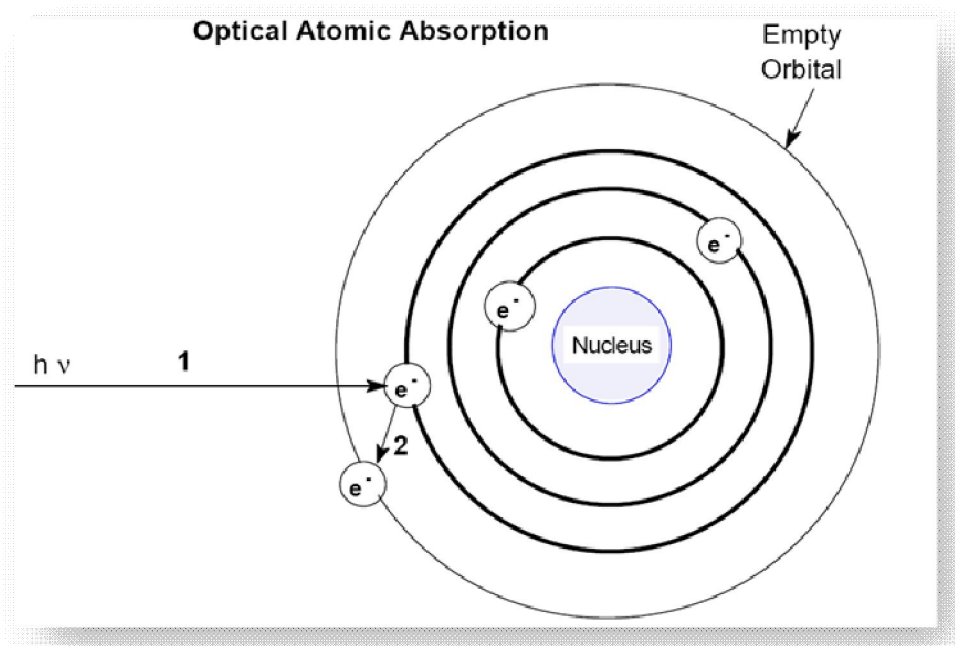 Optical Atomic Absorption
Empty
Orbital
e-
e-
Nucleus
h ν
1
e-
2
e-